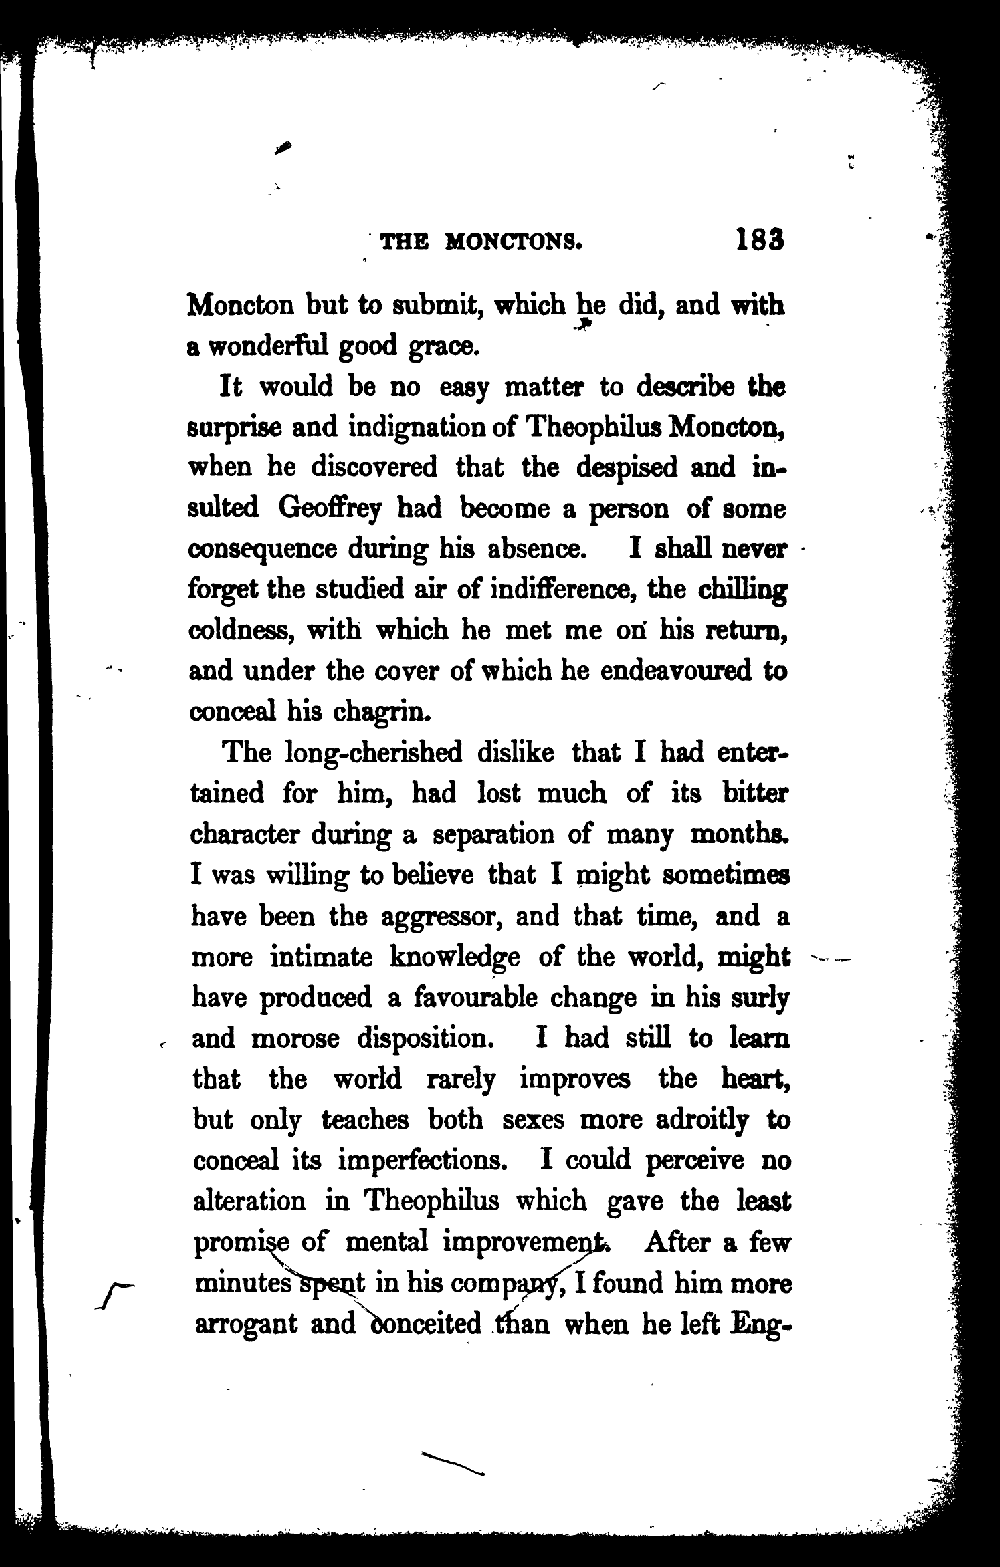 THE MONCTONS. 183
Moncton but to submit, which he did, and with
a wonderful good grace.
It would be no easy matter to describe the
surprise and indignation of Theophilus Moncton,
when he discovered that the despised and in-
sulted Geoffrey had become a person of some
consequence during his absence. I shall never
forget the studied air of indifference, the chilling
coldness, with which he met me on his return,
and under the cover of which he endeavoured to
conceal his chagrin.
The long-cherished dislike that I had enter-
tained for him, had lost much of its bitter
character during a separation of many months.
I was willing to believe that I might sometimes
have been the aggressor, and that time, and a
more intimate knowledge of the world, might
have produced a favourable change in his surly
and morose disposition. I had still to learn
that the world rarely improves the heart,
but only teaches both sexes more adroitly to
conceal its imperfections. I could perceive no
alteration in Theophilus which gave the least
promise of mental improvement. After a few
minutes spent in his company, I found him more
arrogant and conceited than when he left Eng-